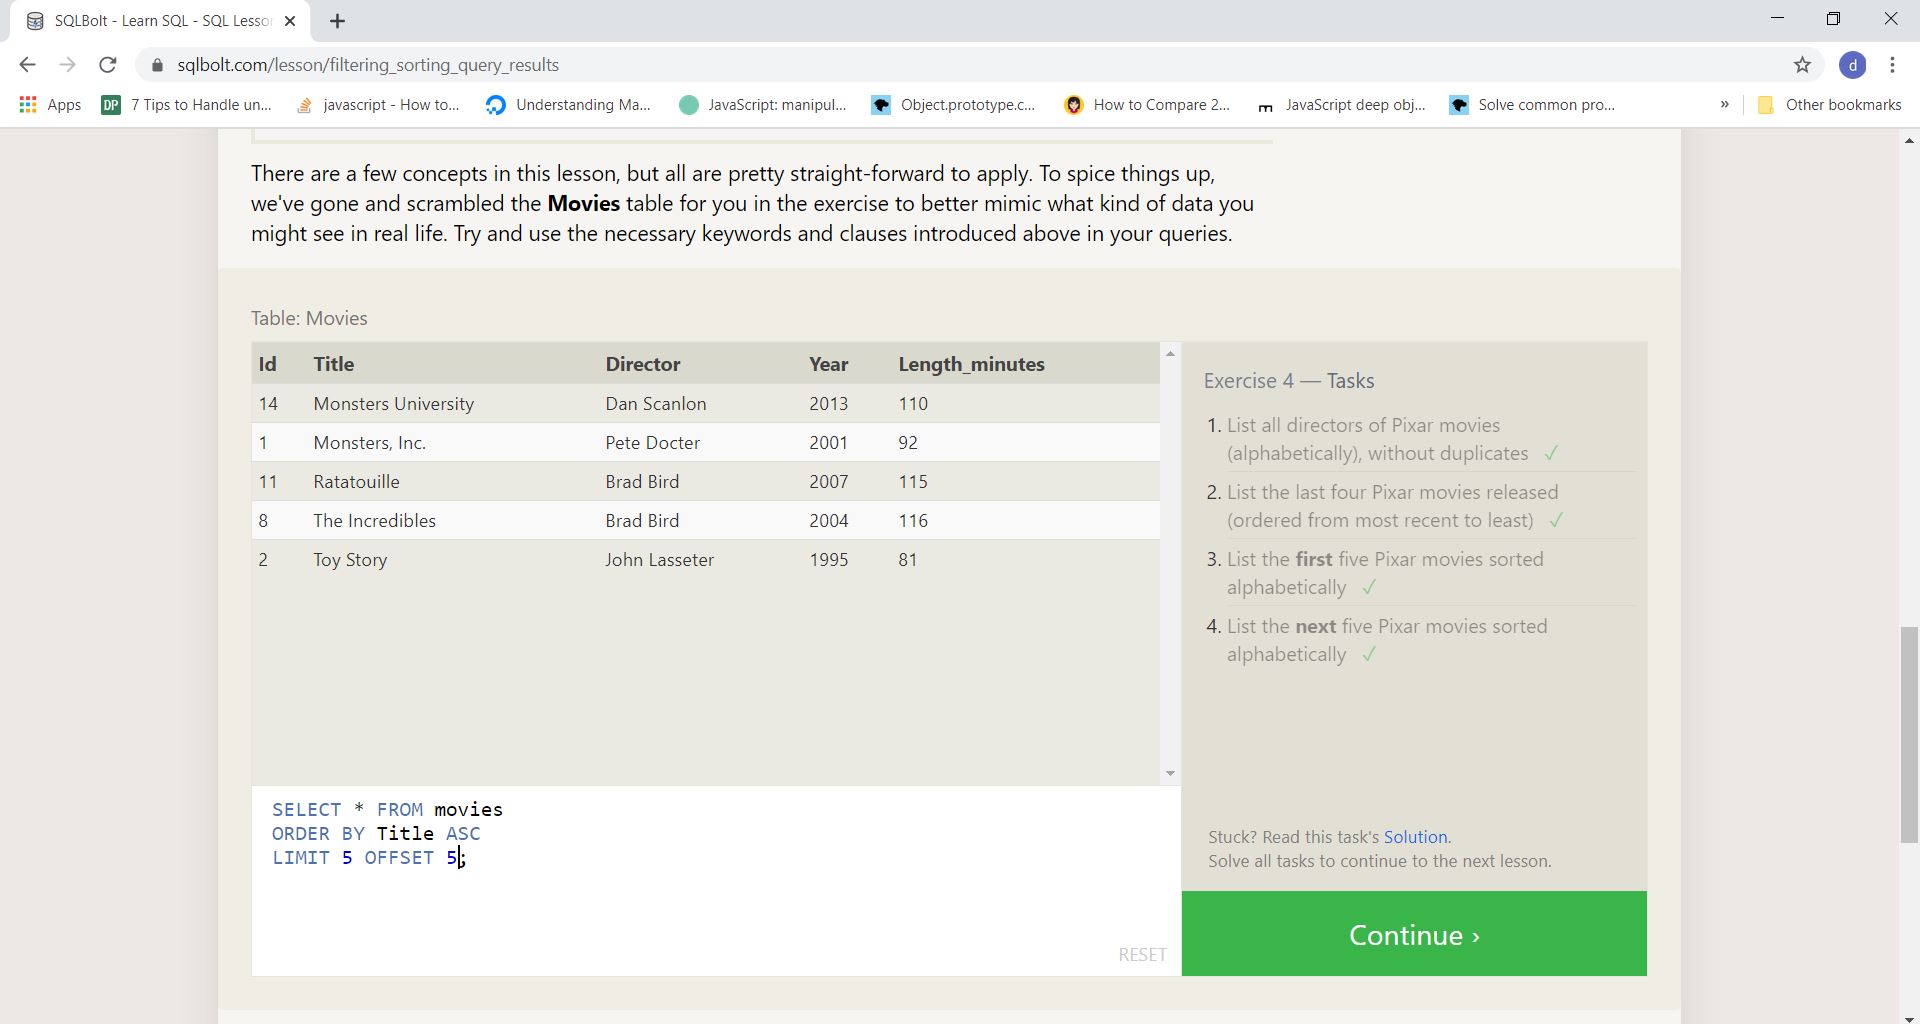 SQLBolt - Learn SQL - SQL Lesso
sqlbolt.com/lesson/filtering_sorting_query_results
d
Apps
DP 7 Tips to Handle un...
javascript - How to...
Understanding Ma...
JavaScript: manipul...
Object.prototype.c...
How to Compare 2...
m JavaScript deep obj...
Solve common pro...
»
Other bookmarks
There are a few concepts in this lesson, but all are pretty straight-forward to apply. To spice things up,
we've gone and scrambled the Movies table for you in the exercise to better mimic what kind of data you
might see in real life. Try and use the necessary keywords and clauses introduced above in your queries.
Table: Movies
Id Title Director Year Length_minutes
14 Monsters University Dan Scanlon 2013 110
1 Monsters, Inc. Pete Docter 2001 92
11 Ratatouille Brad Bird 2007 115
8 The Incredibles Brad Bird 2004 116
2 Toy Story John Lasseter 1995 81
SELECT * FROM movies
ORDER BY Title ASC
LIMIT 5 OFFSET 5;
RESET
Exercise 4 — Tasks
1. List all directors of Pixar movies
(alphabetically), without duplicates ✓
2. List the last four Pixar movies released
(ordered from most recent to least) ✓
3. List the first five Pixar movies sorted
alphabetically ✓
4. List the next five Pixar movies sorted
alphabetically ✓
Stuck? Read this task's Solution.
Solve all tasks to continue to the next lesson.
Continue ›